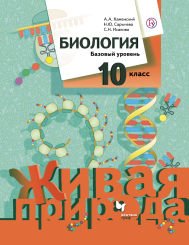 А.А. Каменский
Н.Ю. Сарычева
С.Н. Исакова
БИОЛОГИЯ
Базовый уровень
10 класс
живая
природа